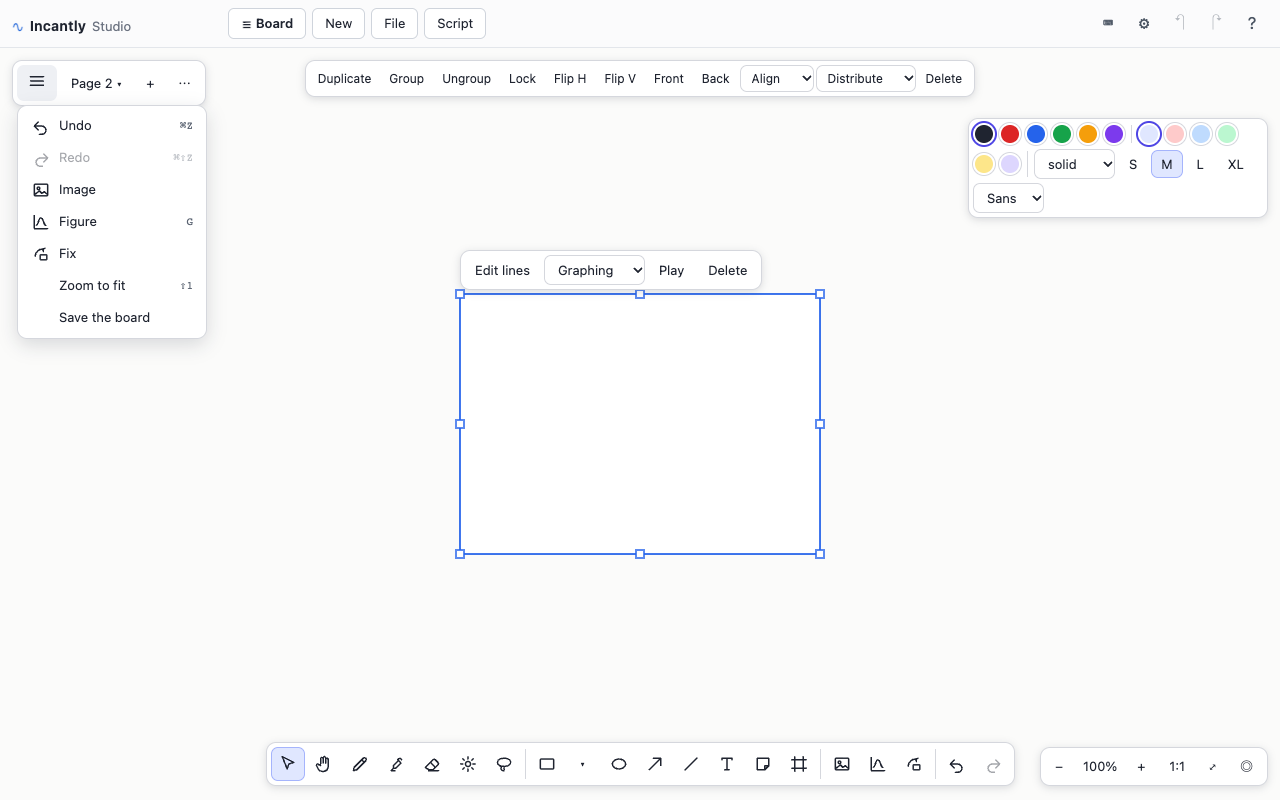 Incantly Studio
≡ Board New File Script
?
Page 2 ▾ + ···
Duplicate Group Ungroup Lock Flip H Flip V Front Back Align Distribute Delete
Undo ⌘Z
Redo ⌘⇧Z
Image
Figure G
Fix
Zoom to fit ⇧1
Save the board
solid S M L XL
Sans
Edit lines Graphing Play Delete
− 100% + 1:1